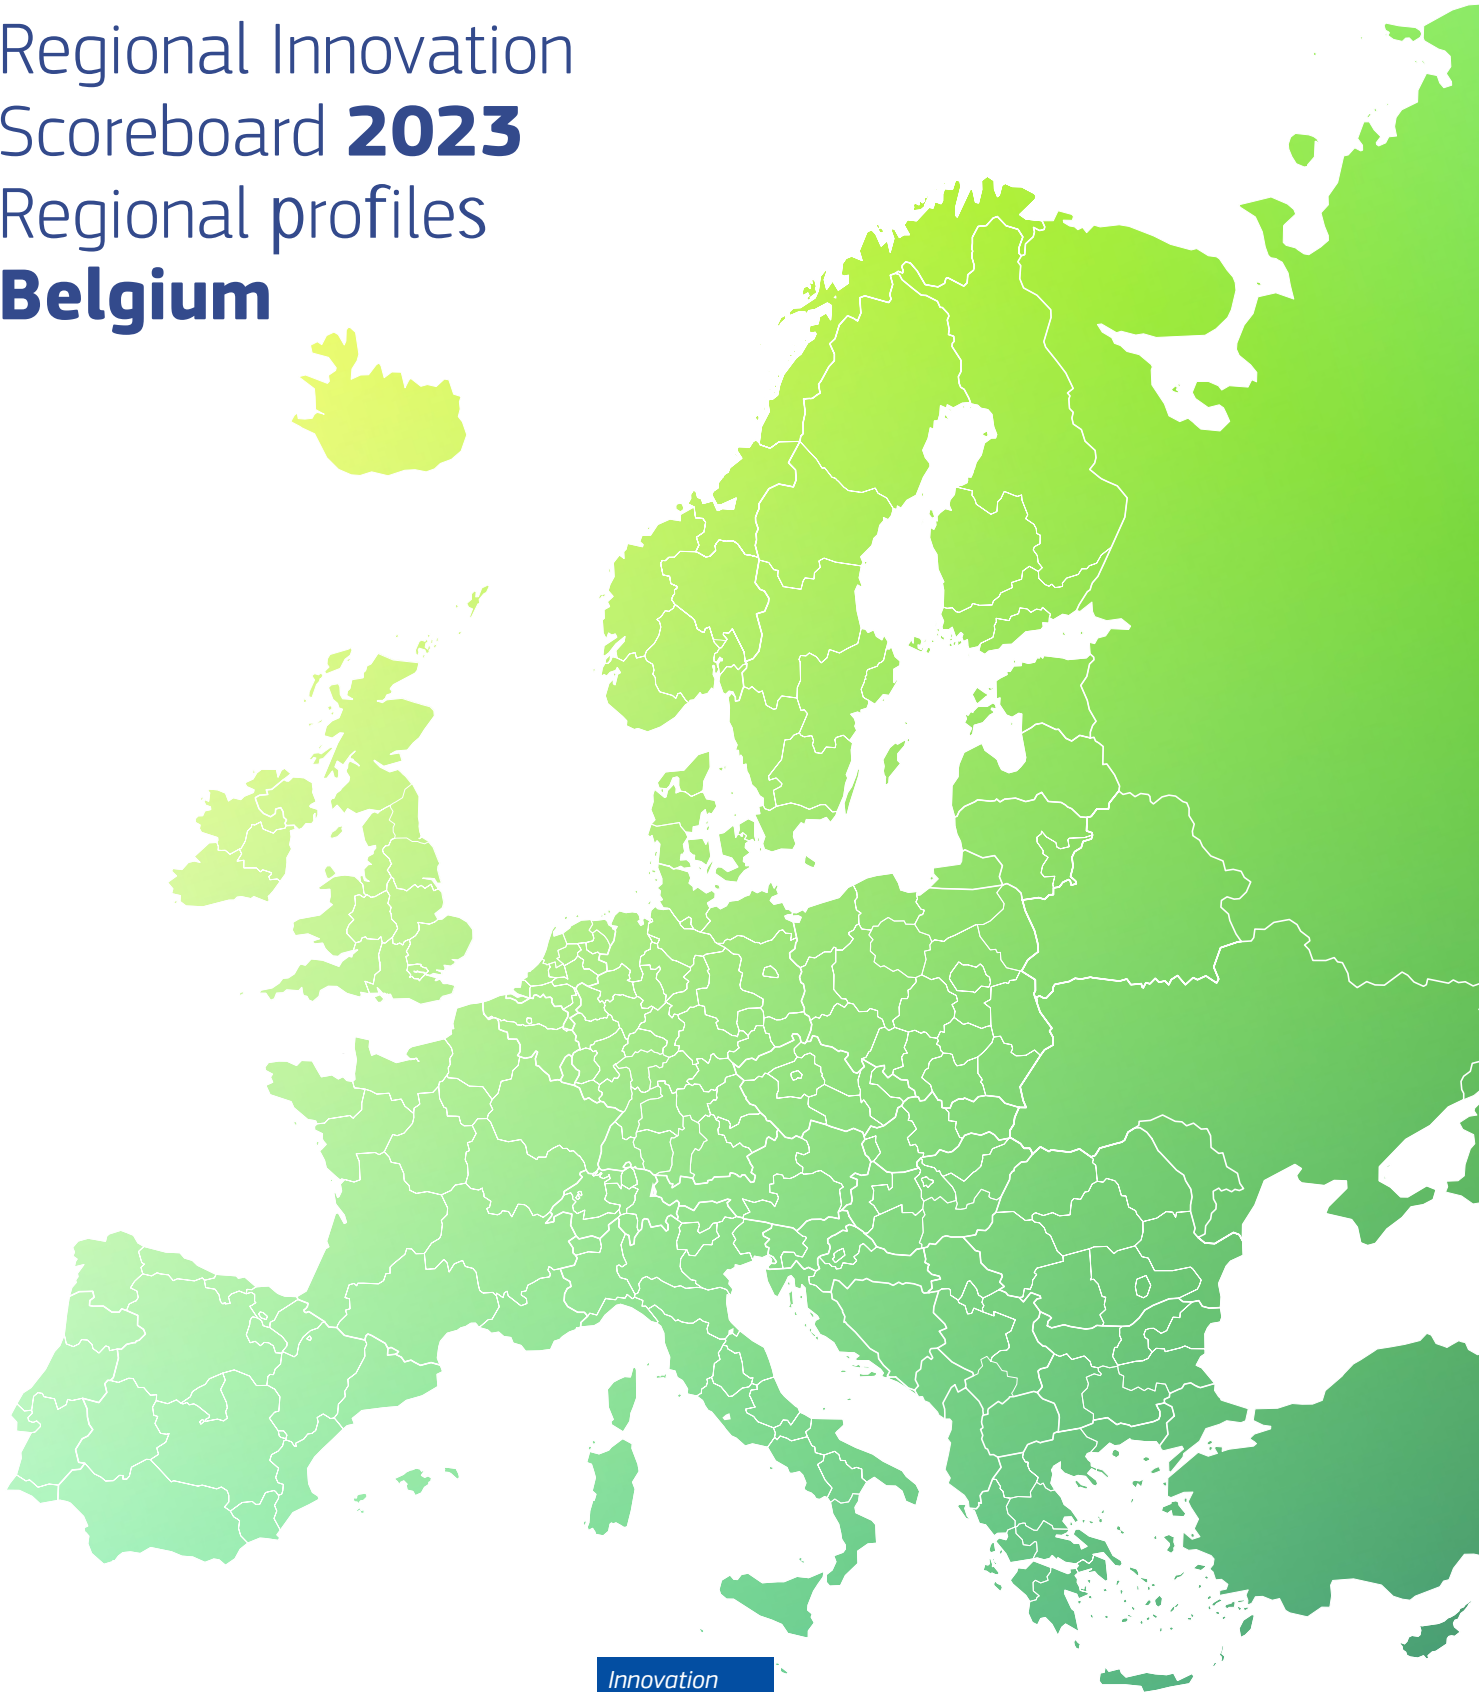 Regional Innovation
Scoreboard 2023
Regional profiles
Belgium
Innovation